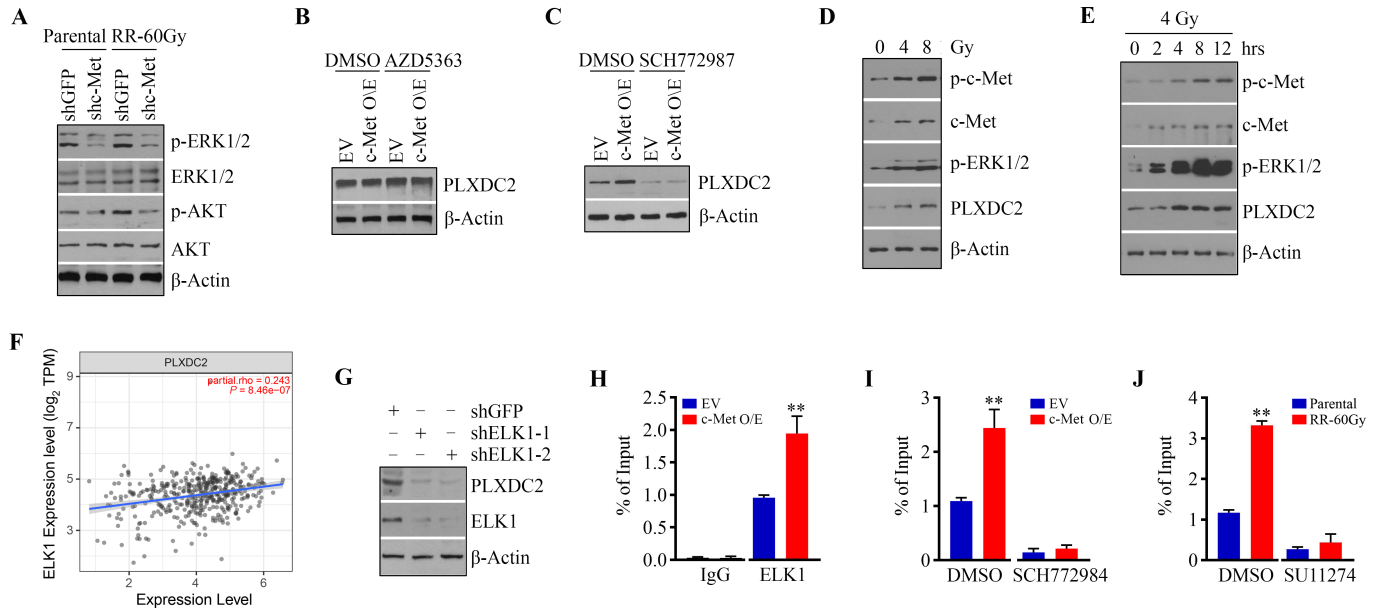 A
Parental RR-60Gy
shGFP
shc-Met
shGFP
shc-Met
p-ERK1/2
ERK1/2
p-AKT
AKT
β-Actin
B
DMSO AZD5363
EV
c-Met O\E
EV
c-Met O\E
PLXDC2
β-Actin
C
DMSO SCH772987
EV
c-Met O\E
EV
c-Met O\E
PLXDC2
β-Actin
D
0 4 8 Gy
p-c-Met
c-Met
p-ERK1/2
PLXDC2
β-Actin
E
4 Gy
0 2 4 8 12 hrs
p-c-Met
c-Met
p-ERK1/2
PLXDC2
β-Actin
F
PLXDC2
partial.rho = 0.243
P = 8.46e−07
ELK1 Expression level (log2 TPM)
9
7
5
3
2 4 6
Expression Level
G
+ − − shGFP
− + − shELK1-1
− − + shELK1-2
PLXDC2
ELK1
β-Actin
H
EV
c-Met O/E
**
% of Input
2.5
2.0
1.5
1.0
0.5
0.0
IgG ELK1
I
EV
c-Met O/E
**
% of Input
3
2
1
0
DMSO SCH772984
J
Parental
RR-60Gy
**
% of Input
4
3
2
1
0
DMSO SU11274